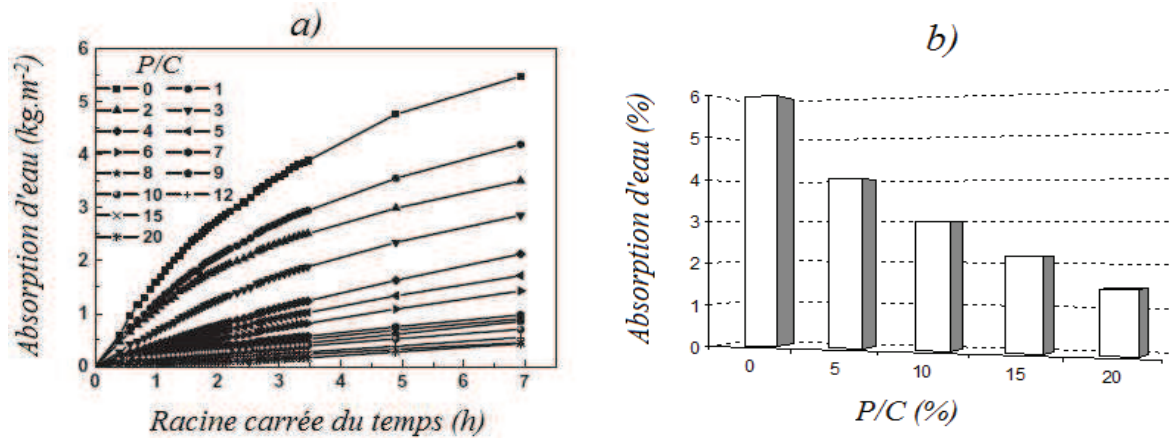 a)
Absorption d'eau (kg.m⁻²)
6
5
4
3
2
1
0
P/C
0 1
2 3
4 5
6 7
8 9
10 12
15
20
0 1 2 3 4 5 6 7
Racine carrée du temps (h)
b)
Absorption d'eau (%)
6
5
4
3
2
1
0
0 5 10 15 20
P/C (%)